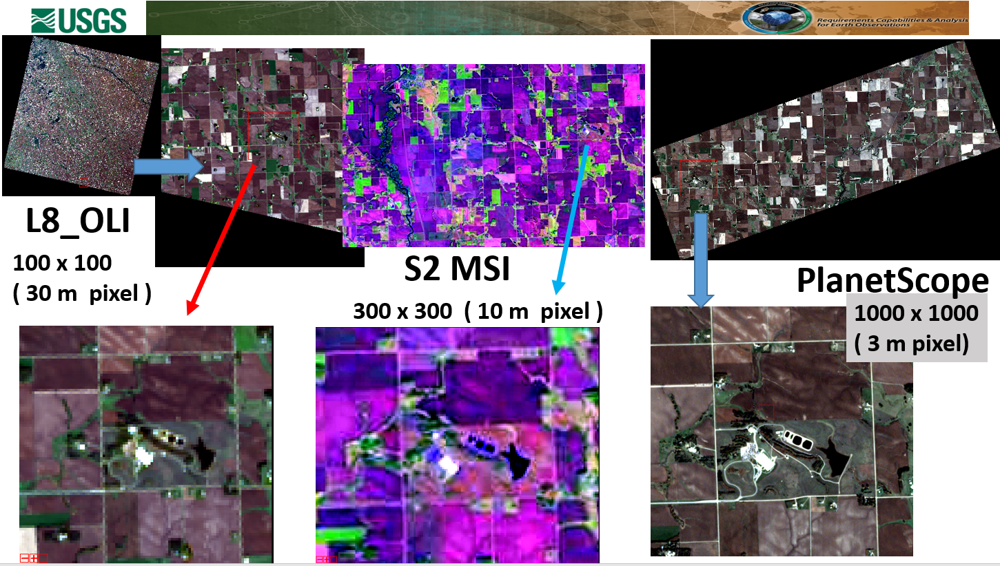 USGS
Requirements Capabilities & Analysis
for Earth Observations
L8_OLI
100 x 100
( 30 m pixel )
S2 MSI
300 x 300 ( 10 m pixel )
PlanetScope
1000 x 1000
( 3 m pixel)